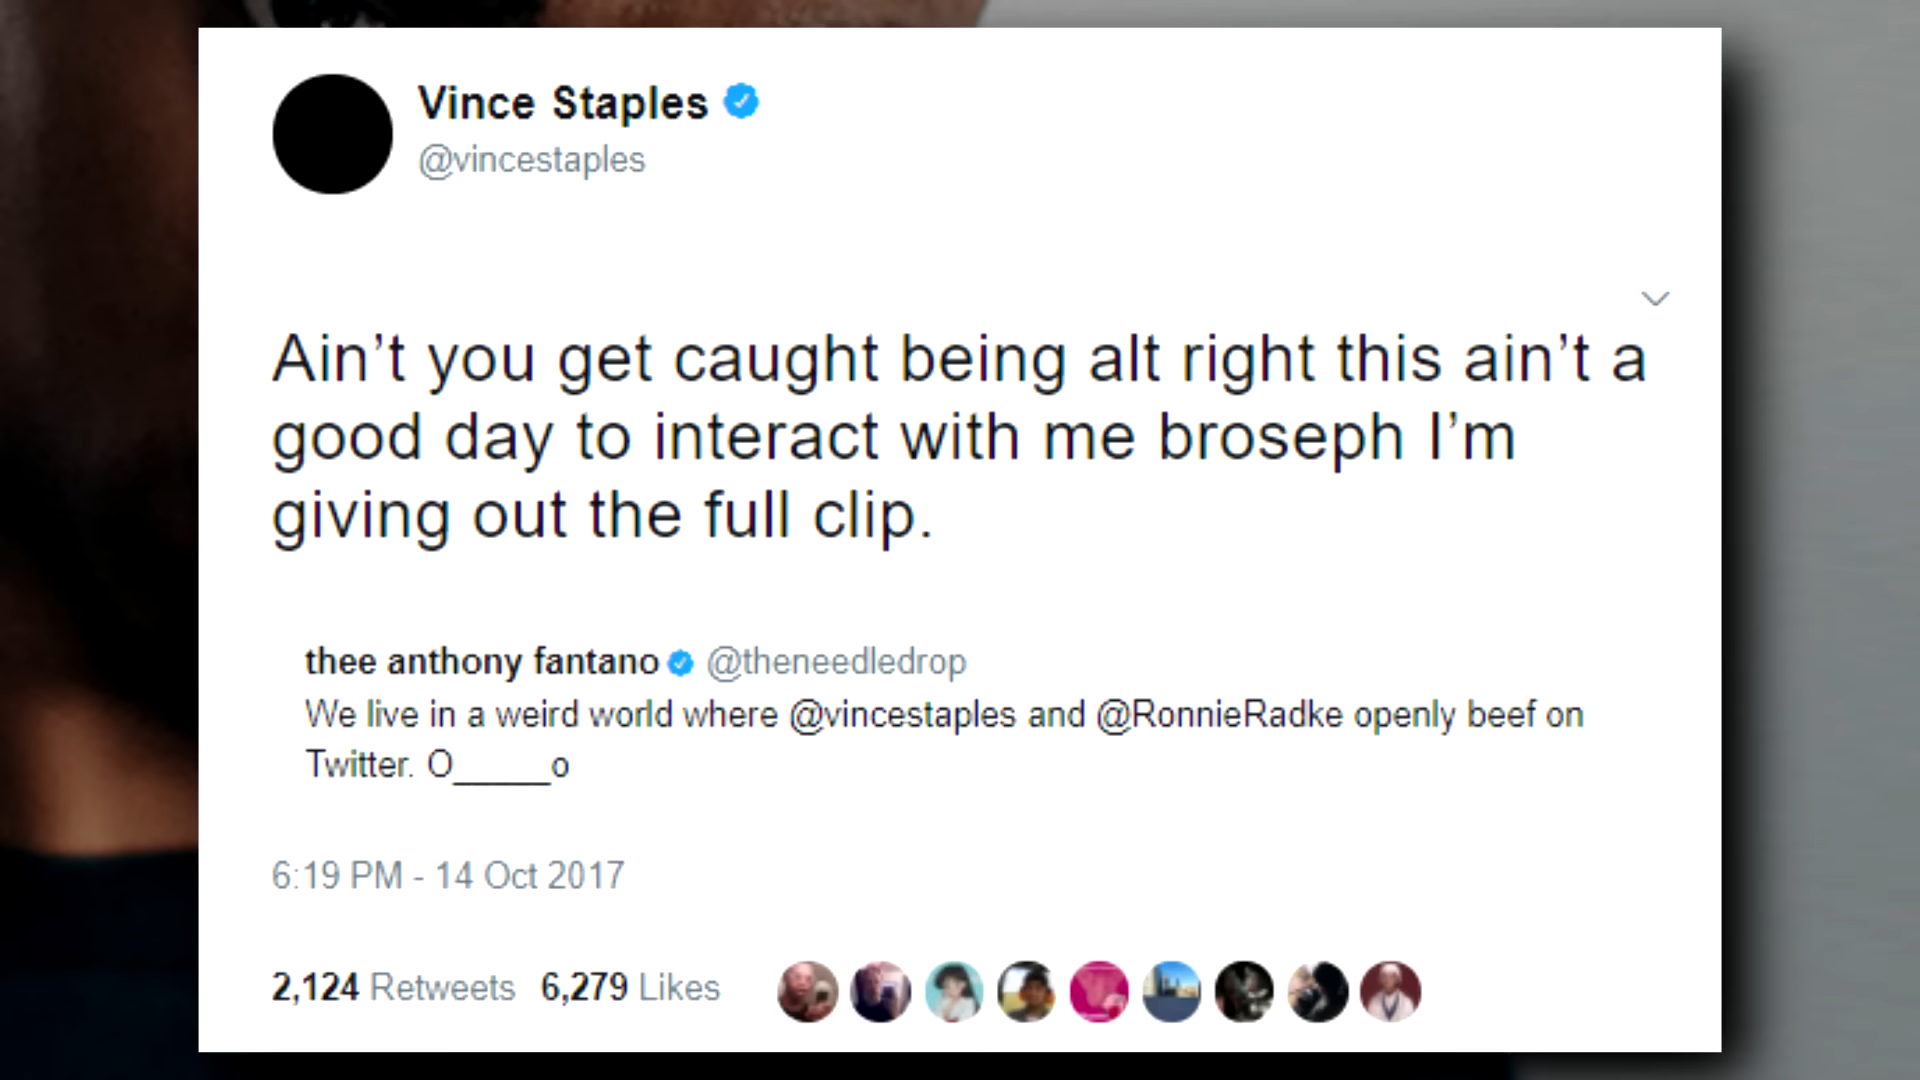 Vince Staples
@vincestaples
Ain’t you get caught being alt right this ain’t a
good day to interact with me broseph I’m
giving out the full clip.
thee anthony fantano @theneedledrop
We live in a weird world where @vincestaples and @RonnieRadke openly beef on
Twitter. O_____o
6:19 PM - 14 Oct 2017
2,124 Retweets 6,279 Likes